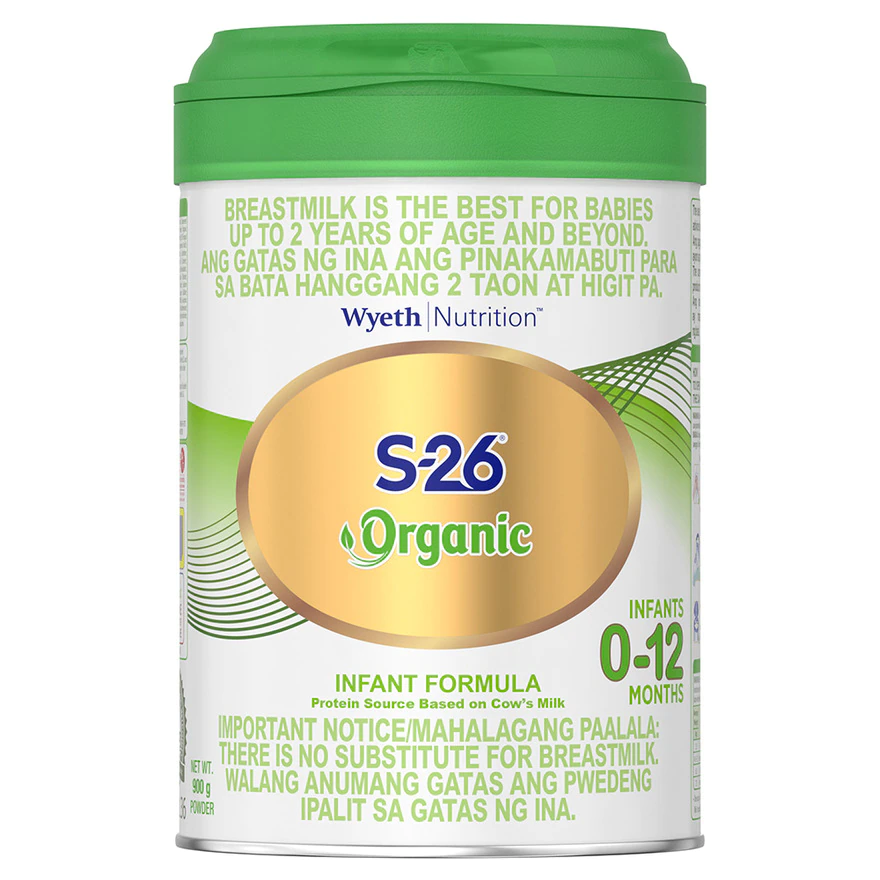 BREASTMILK IS THE BEST FOR BABIES
UP TO 2 YEARS OF AGE AND BEYOND.
ANG GATAS NG INA ANG PINAKAMABUTI PARA
SA BATA HANGGANG 2 TAON AT HIGIT PA.
Wyeth | Nutrition™
S-26®
Organic
INFANTS
0-12
MONTHS
INFANT FORMULA
Protein Source Based on Cow's Milk
IMPORTANT NOTICE/MAHALAGANG PAALALA:
THERE IS NO SUBSTITUTE FOR BREASTMILK.
WALANG ANUMANG GATAS ANG PWEDENG
IPALIT SA GATAS NG INA.
NET WT.
900 g
POWDER